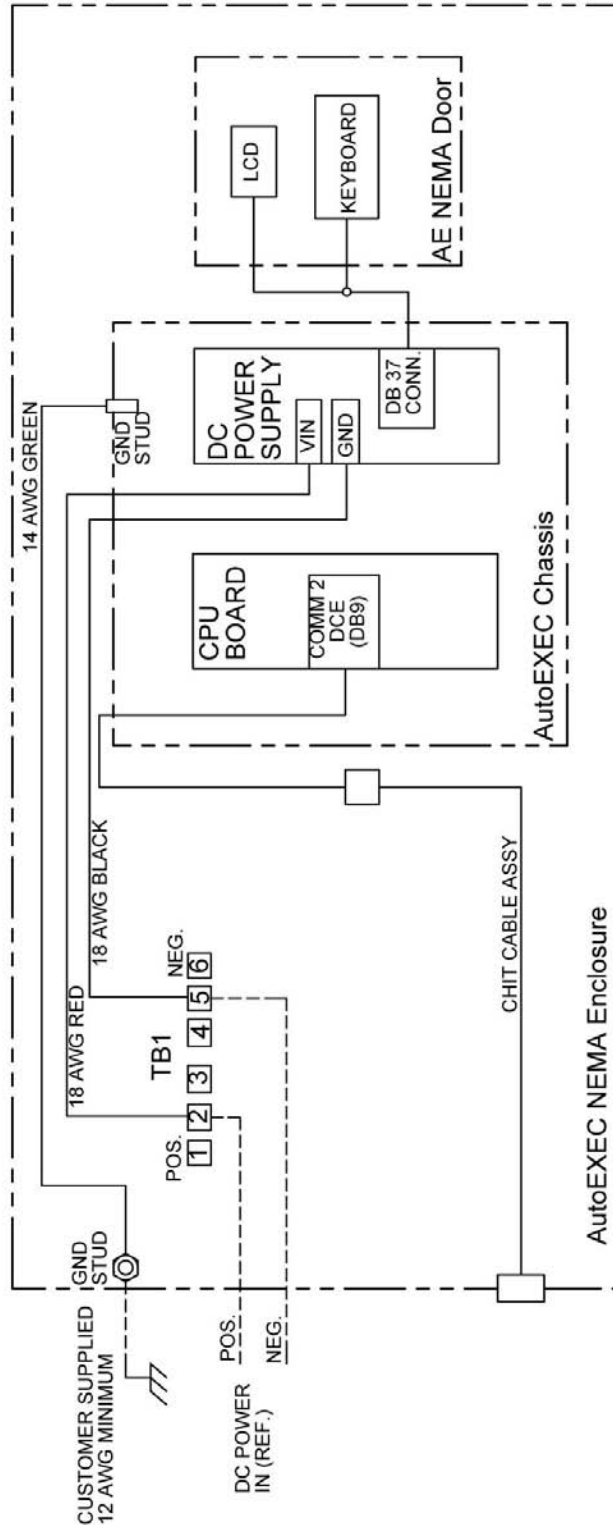 CUSTOMER SUPPLIED
12 AWG MINIMUM
GND
STUD
14 AWG GREEN
18 AWG RED
18 AWG BLACK
POS.
NEG.
DC POWER
IN (REF.)
POS.
1
2
3
4
5
6
NEG.
TB1
GND
STUD
DC
POWER
SUPPLY
VIN
GND
DB 37
CONN.
CPU
BOARD
COMM 2
DCE
(DB9)
AutoEXEC Chassis
LCD
KEYBOARD
AE NEMA Door
CHIT CABLE ASSY
AutoEXEC NEMA Enclosure